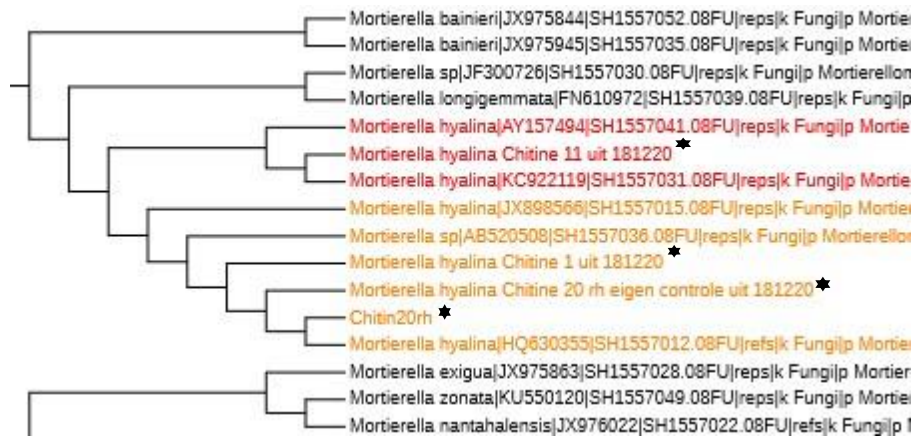 Mortierella bainieri|JX975844|SH1557052.08FU|reps|k Fungi|p Mortie
Mortierella bainieri|JX975945|SH1557035.08FU|reps|k Fungi|p Mortie
Mortierella sp|JF300726|SH1557030.08FU|reps|k Fungi|p Mortierellom
Mortierella longigemmata|FN610972|SH1557039.08FU|reps|k Fungi|p
Mortierella hyalina|AY157494|SH1557041.08FU|reps|k Fungi|p Mortie
Mortierella hyalina Chitine 11 uit 181220
Mortierella hyalina|KC922119|SH1557031.08FU|reps|k Fungi|p Mortie
Mortierella hyalina|JX898566|SH1557015.08FU|reps|k Fungi|p Mortie
Mortierella sp|AB520508|SH1557036.08FU|reps|k Fungi|p Mortierello
Mortierella hyalina Chitine 1 uit 181220
Mortierella hyalina Chitine 20 rh eigen controle uit 181220
Chitin20rh
Mortierella hyalina|HQ630355|SH1557012.08FU|refs|k Fungi|p Mortie
Mortierella exigua|JX975863|SH1557028.08FU|reps|k Fungi|p Mortier
Mortierella zonata|KU550120|SH1557049.08FU|reps|k Fungi|p Mortie
Mortierella nantahalensis|JX976022|SH1557022.08FU|refs|k Fungi|p